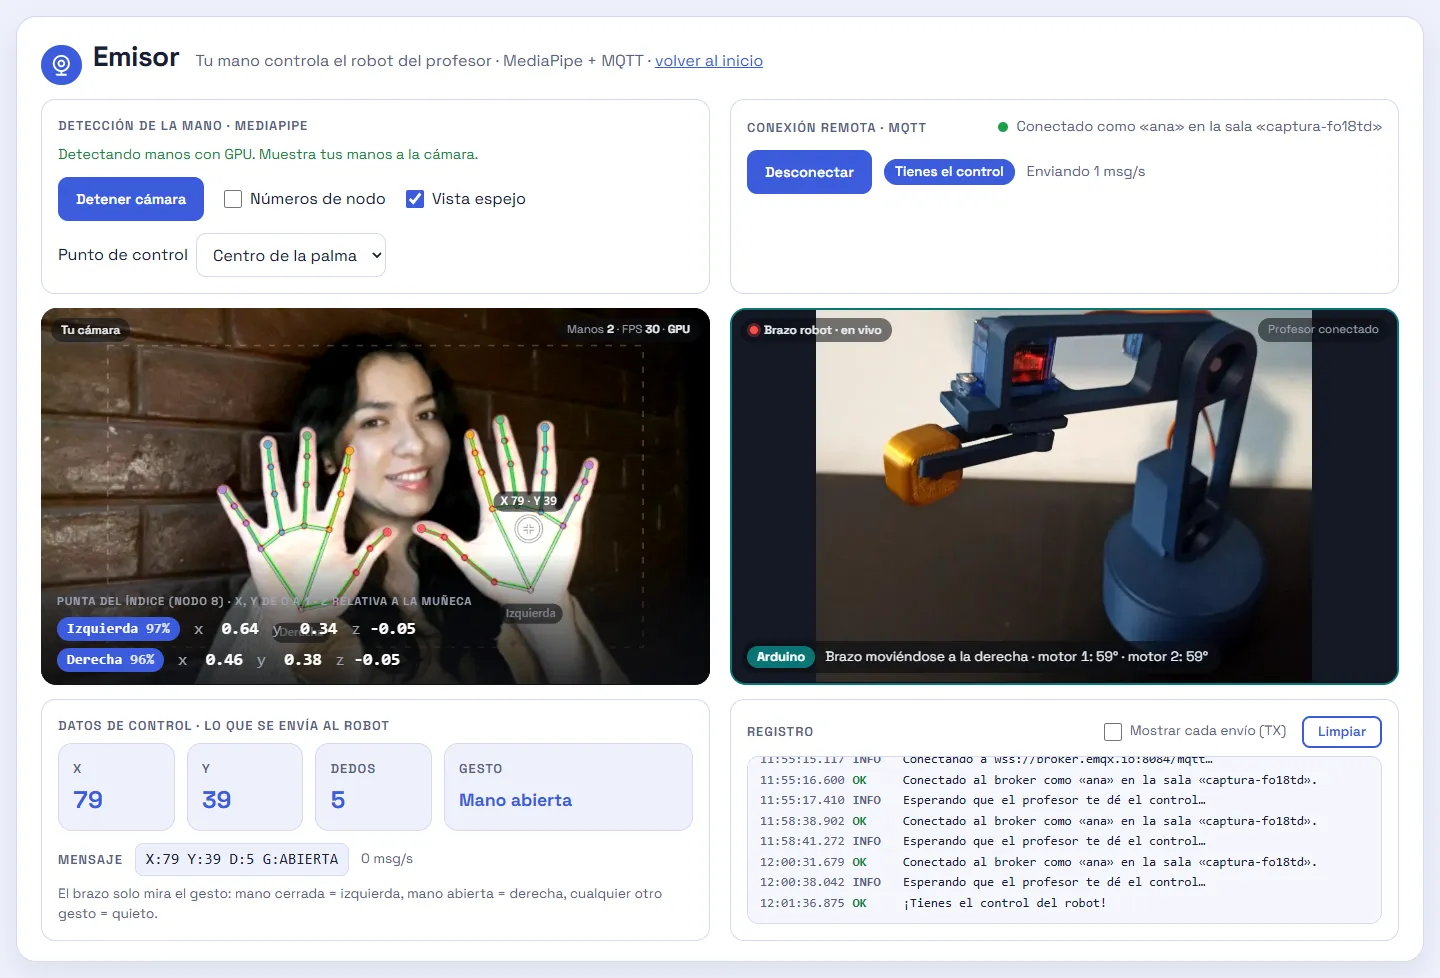 Emisor
Tu mano controla el robot del profesor · MediaPipe + MQTT · volver al inicio
DETECCIÓN DE LA MANO · MEDIAPIPE
Detectando manos con GPU. Muestra tus manos a la cámara.
Detener cámara
Números de nodo
Vista espejo
Punto de control
Centro de la palma
CONEXIÓN REMOTA · MQTT
Conectado como «ana» en la sala «captura-fo18td»
Desconectar
Tienes el control
Enviando 1 msg/s
Tu cámara
Manos 2 · FPS 30 · GPU
X 79 · Y 39
PUNTA DEL ÍNDICE (NODO 8) · X, Y DE 0 A 1 · Z RELATIVA A LA MUÑECA
Izquierda
Izquierda 97% x 0.64 y 0.34 z -0.05
Derecha 96% x 0.46 y 0.38 z -0.05
Brazo robot · en vivo
Profesor conectado
Arduino
Brazo moviéndose a la derecha · motor 1: 59° · motor 2: 59°
DATOS DE CONTROL · LO QUE SE ENVÍA AL ROBOT
X
79
Y
39
DEDOS
5
GESTO
Mano abierta
MENSAJE
X:79 Y:39 D:5 G:ABIERTA
0 msg/s
El brazo solo mira el gesto: mano cerrada = izquierda, mano abierta = derecha, cualquier otro
gesto = quieto.
REGISTRO
Mostrar cada envío (TX)
Limpiar
11:55:15.117 INFO Conectando a wss://broker.emqx.io:8084/mqtt…
11:55:16.600 OK Conectado al broker como «ana» en la sala «captura-fo18td».
11:55:17.410 INFO Esperando que el profesor te dé el control…
11:58:38.902 OK Conectado al broker como «ana» en la sala «captura-fo18td».
11:58:41.272 INFO Esperando que el profesor te dé el control…
12:00:31.679 OK Conectado al broker como «ana» en la sala «captura-fo18td».
12:00:38.042 INFO Esperando que el profesor te dé el control…
12:01:36.875 OK ¡Tienes el control del robot!